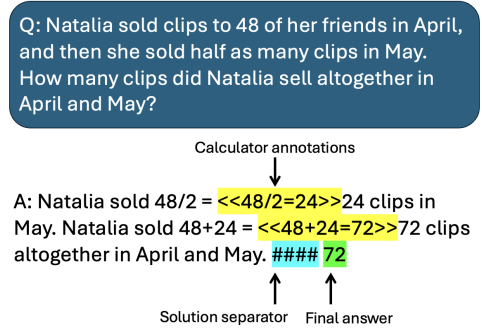 Q: Natalia sold clips to 48 of her friends in April,
and then she sold half as many clips in May.
How many clips did Natalia sell altogether in
April and May?
Calculator annotations
A: Natalia sold 48/2 = <<48/2=24>>24 clips in
May. Natalia sold 48+24 = <<48+24=72>>72 clips
altogether in April and May. #### 72
Solution separator Final answer